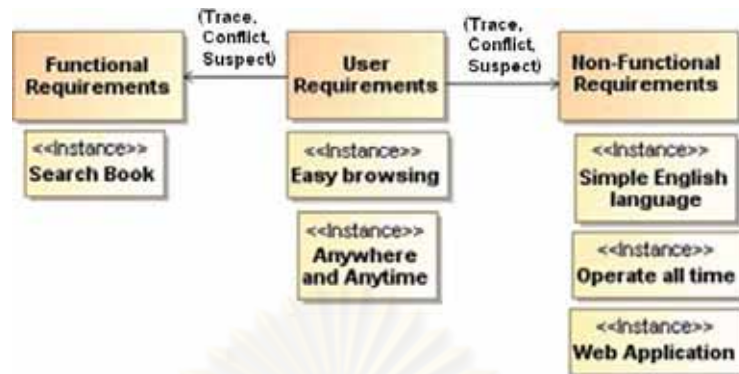 (Trace,
Conflict,
Suspect)
(Trace,
Conflict,
Suspect)
Functional
Requirements
User
Requirements
Non-Functional
Requirements
<<Instance>>
Search Book
<<Instance>>
Easy browsing
<<Instance>>
Anywhere
and Anytime
<<Instance>>
Simple English
language
<<Instance>>
Operate all time
<<Instance>>
Web Application